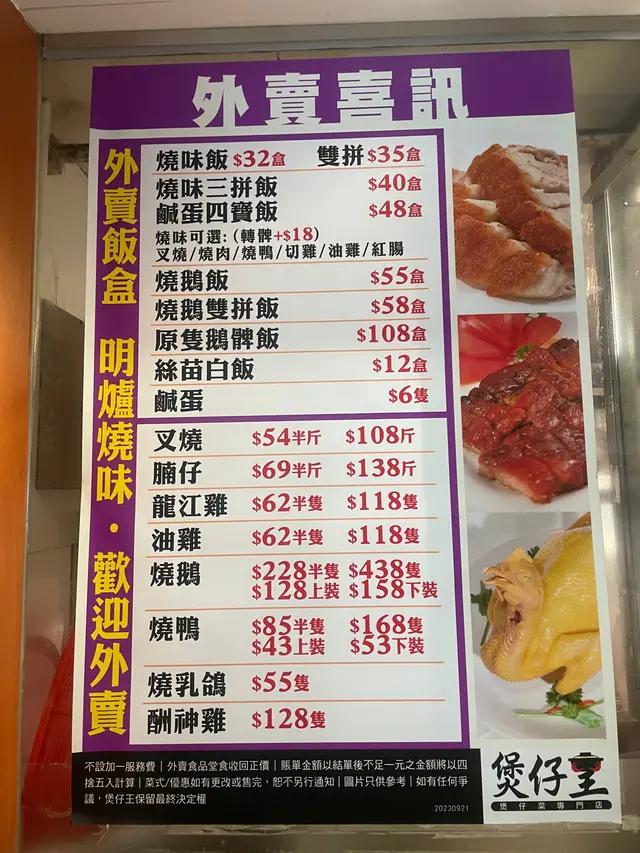 外賣喜訊
外賣飯盒 明爐燒味・歡迎外賣
燒味飯 $32盒 雙拼 $35盒
燒味三拼飯 $40盒
鹹蛋四寶飯 $48盒
燒味可選:(轉髀+$18)
叉燒/燒肉/燒鴨/切雞/油雞/紅腸
燒鵝飯 $55盒
燒鵝雙拼飯 $58盒
原隻鵝髀飯 $108盒
絲苗白飯 $12盒
鹹蛋 $6隻
叉燒 $54半斤 $108斤
腩仔 $69半斤 $138斤
龍江雞 $62半隻 $118隻
油雞 $62半隻 $118隻
燒鵝 $228半隻 $438隻
$128上裝 $158下裝
燒鴨 $85半隻 $168隻
$43上裝 $53下裝
燒乳鴿 $55隻
酬神雞 $128隻
不設加一服務費 | 外賣食品堂食收回正價 | 賬單金額以結單後不足一元之金額將以四
捨五入計算 | 菜式/優惠如有更改或售完，恕不另行通知 | 圖片只供參考 | 如有任何爭
議，煲仔王保留最終決定權
20230921
煲仔王
煲仔菜專門店